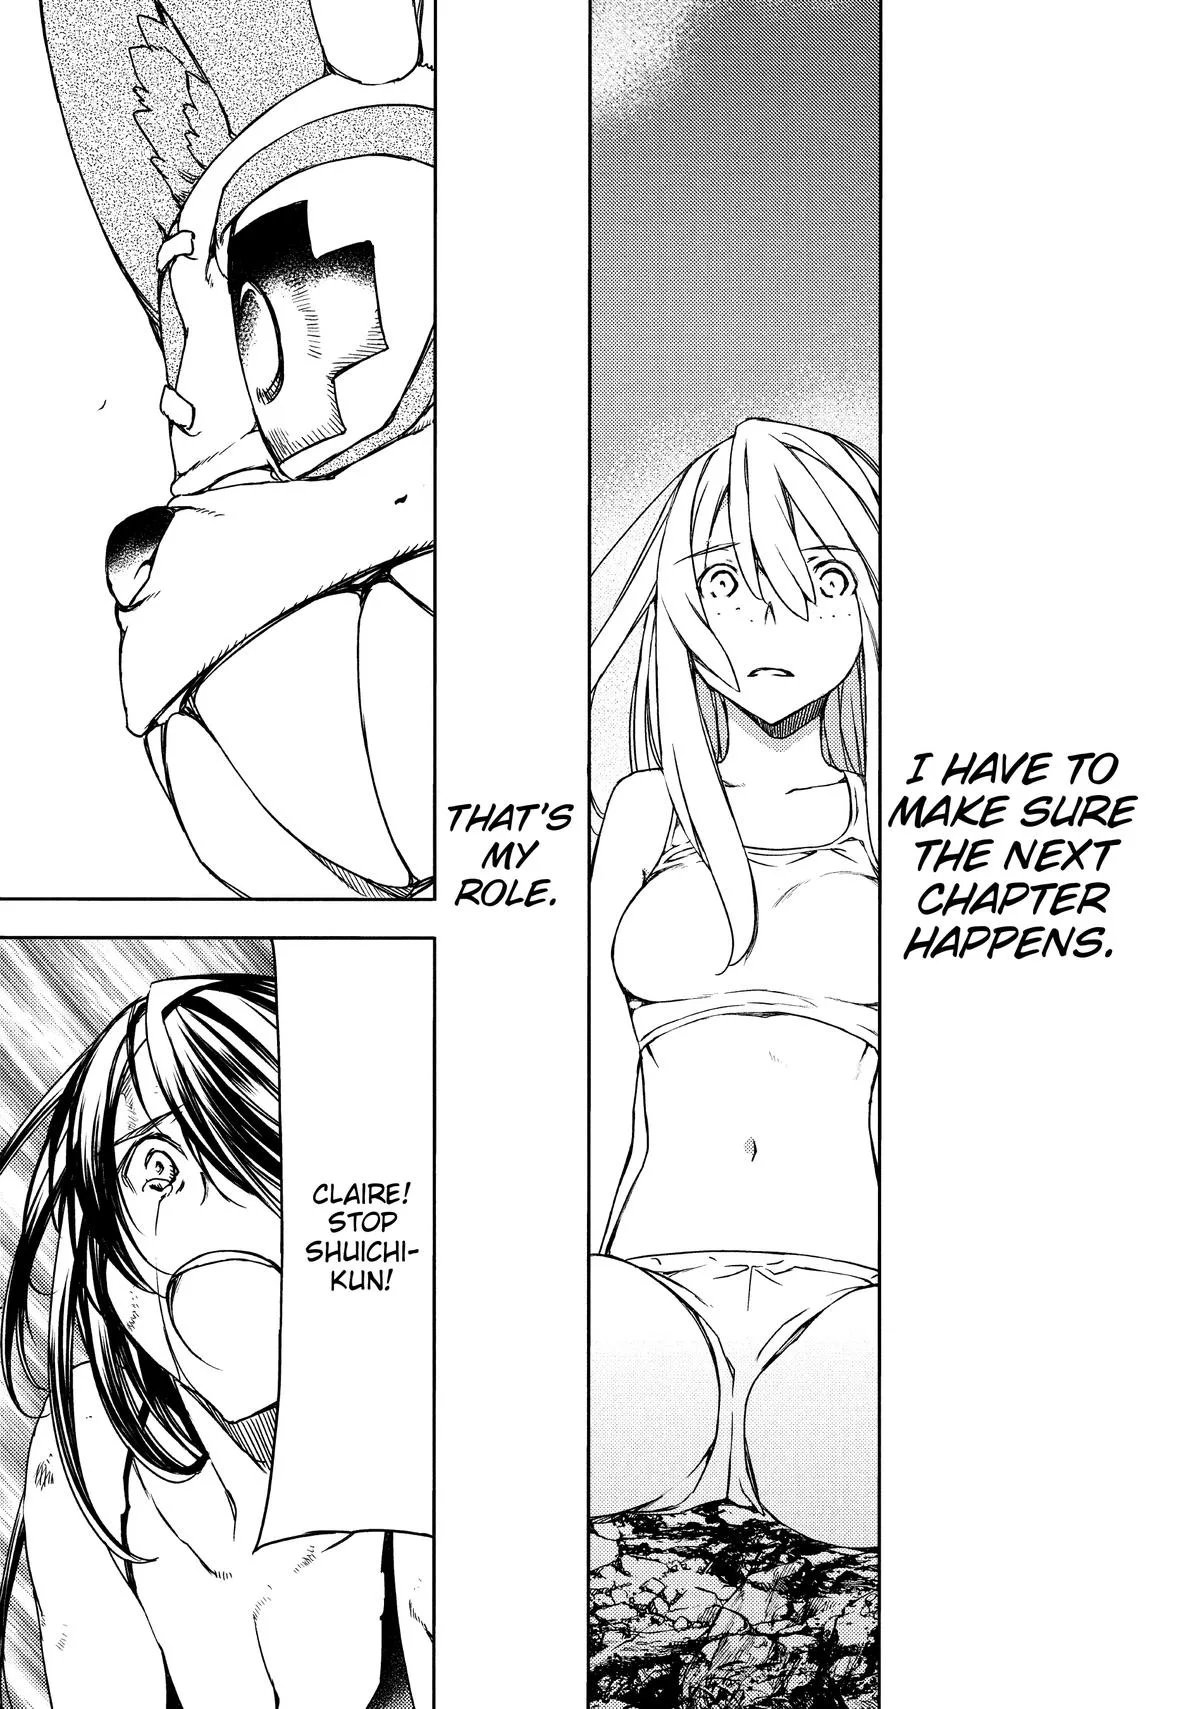 I HAVE TO
MAKE SURE
THE NEXT
CHAPTER
HAPPENS.
THAT'S
MY
ROLE.
CLAIRE!
STOP
SHUICHI-
KUN!